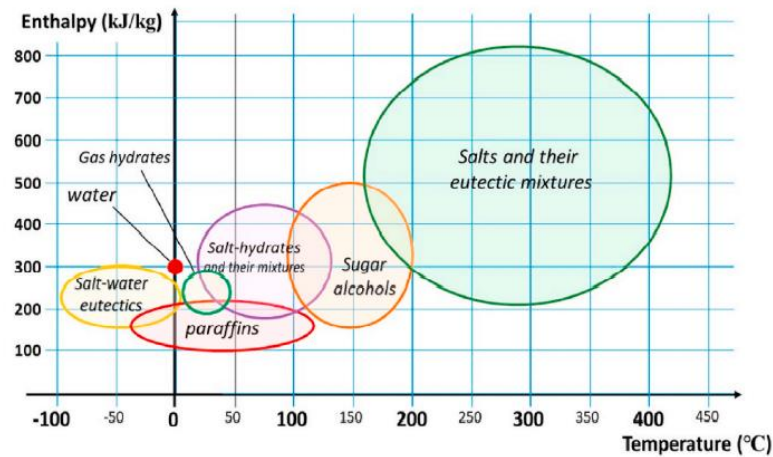 Enthalpy (kJ/kg)
800
700
600
500
400
300
200
100
Gas hydrates
water
Salt-water
eutectics
Salt-hydrates
and their mixtures
paraffins
Sugar
alcohols
Salts and their
eutectic mixtures
-100 -50 0 50 100 150 200 250 300 350 400 450
Temperature (°C)